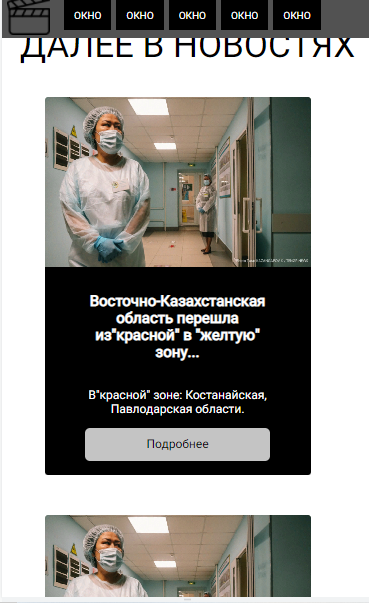 ОКНО ОКНО ОКНО ОКНО ОКНО
ДАЛЕЕ В НОВОСТЯХ
Восточно-Казахстанская
область перешла
из"красной" в "желтую"
зону...
В"красной" зоне: Костанайская,
Павлодарская области.
Подробнее